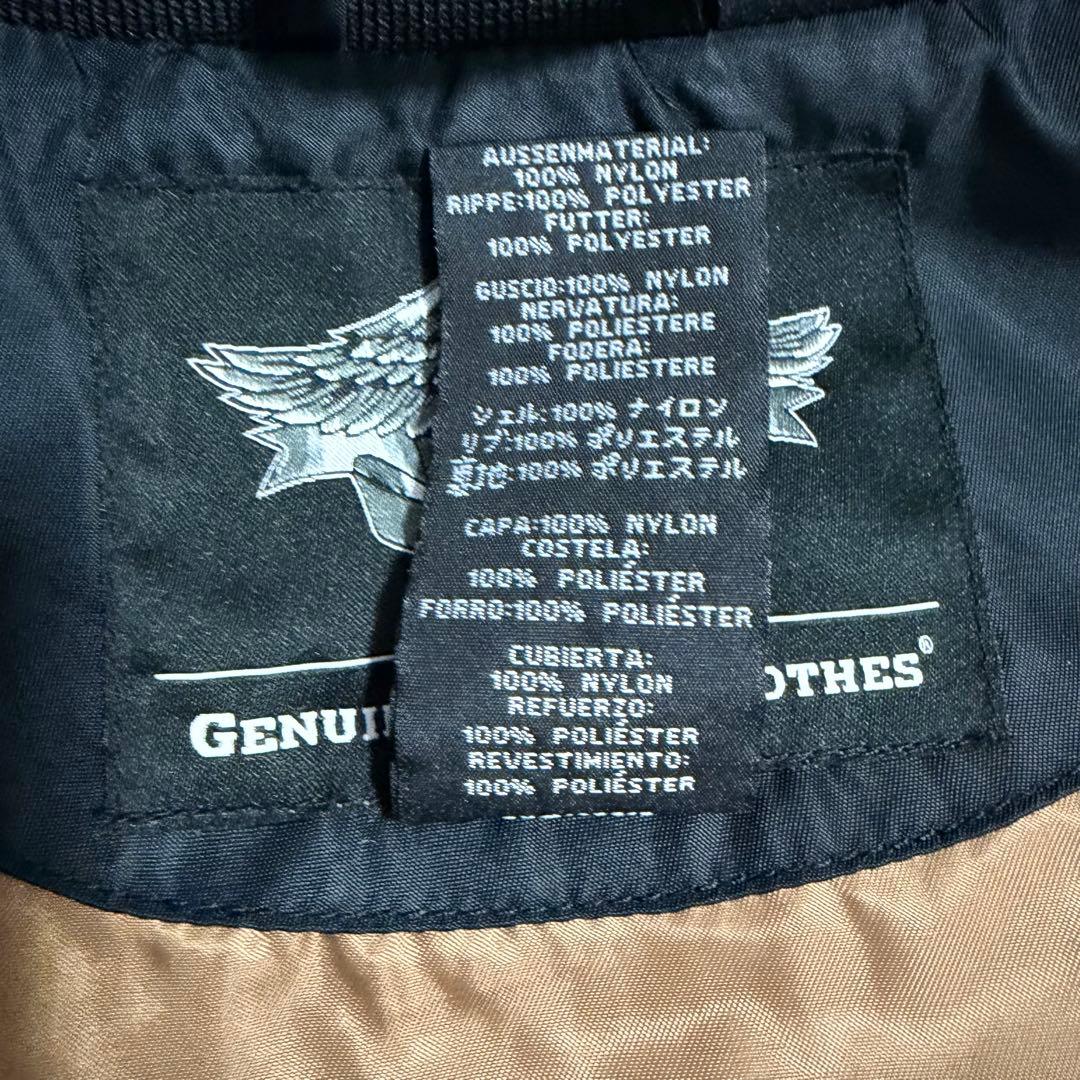 AUSSENMATERIAL:
100% NYLON
RIPPE:100% POLYESTER
FUTTER:
100% POLYESTER
GUSCIO:100% NYLON
NERVATURA:
100% POLIESTERE
FODERA:
100% POLIESTERE
シェル:100% ナイロン
リブ:100% ポリエステル
裏地:100% ポリエステル
CAPA:100% NYLON
COSTELA:
100% POLIÉSTER
FORRO:100% POLIÉSTER
CUBIERTA:
100% NYLON
REFUERZO:
100% POLIÉSTER
REVESTIMIENTO:
100% POLIÉSTER